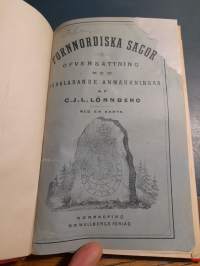 FORNNORDISKA SAGOR
I
ÖFVERSÄTTNING
MED
FÖRKLARANDE ANMÄRKNINGAR
AF
C.J.L. LÖNNBERG
MED EN KARTA
NORRKÖPING
M.W. WALLBERGS FÖRLAG